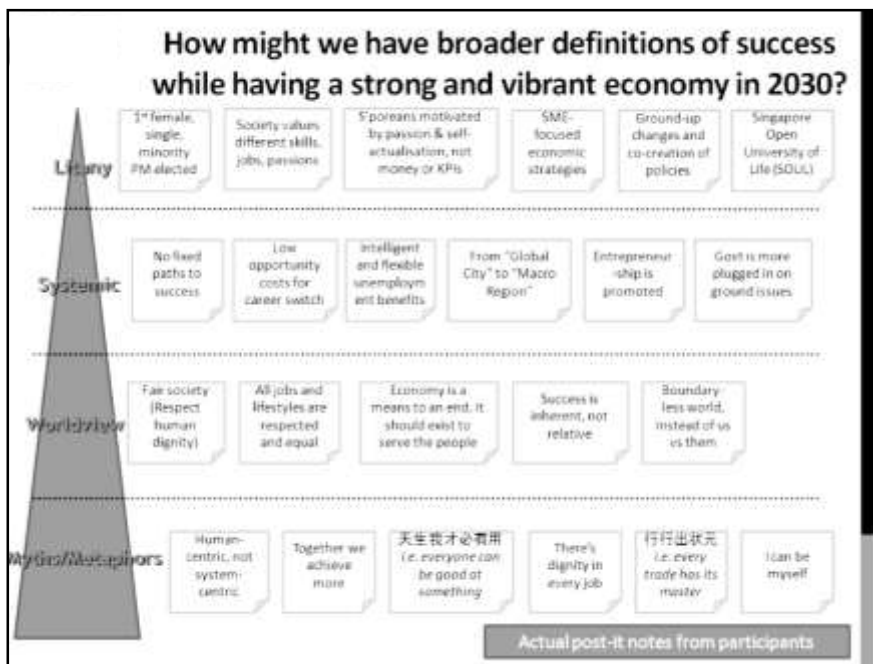 How might we have broader definitions of success
while having a strong and vibrant economy in 2030?
Litany
1st female,
single,
minority
PM elected
Society values
different skills,
jobs, passions
S'poreans motivated
by passion & self-
actualisation, not
money or KPIs
SME-
focused
economic
strategies
Ground-up
changes and
co-creation of
policies
Singapore
Open
University of
Life (SOUL)
Systemic
No fixed
paths to
success
Low
opportunity
costs for
career switch
Intelligent
and flexible
unemploym
ent benefits
From "Global
City" to "Macro
Region"
Entrepreneur
-ship is
promoted
Govt is more
plugged in on
ground issues
Worldview
Fair society
(Respect
human
dignity)
All jobs and
lifestyles are
respected
and equal
Economy is a
means to an end. It
should exist to
serve the people
Success is
inherent, not
relative
Boundary-
less world,
instead of us
vs them
Myths/Metaphors
Human-
centric, not
system-
centric
Together we
achieve
more
天生我才必有用
i.e. everyone can
be good at
something
There's
dignity in
every job
行行出状元
i.e. every
trade has its
master
I can be
myself
Actual post-it notes from participants